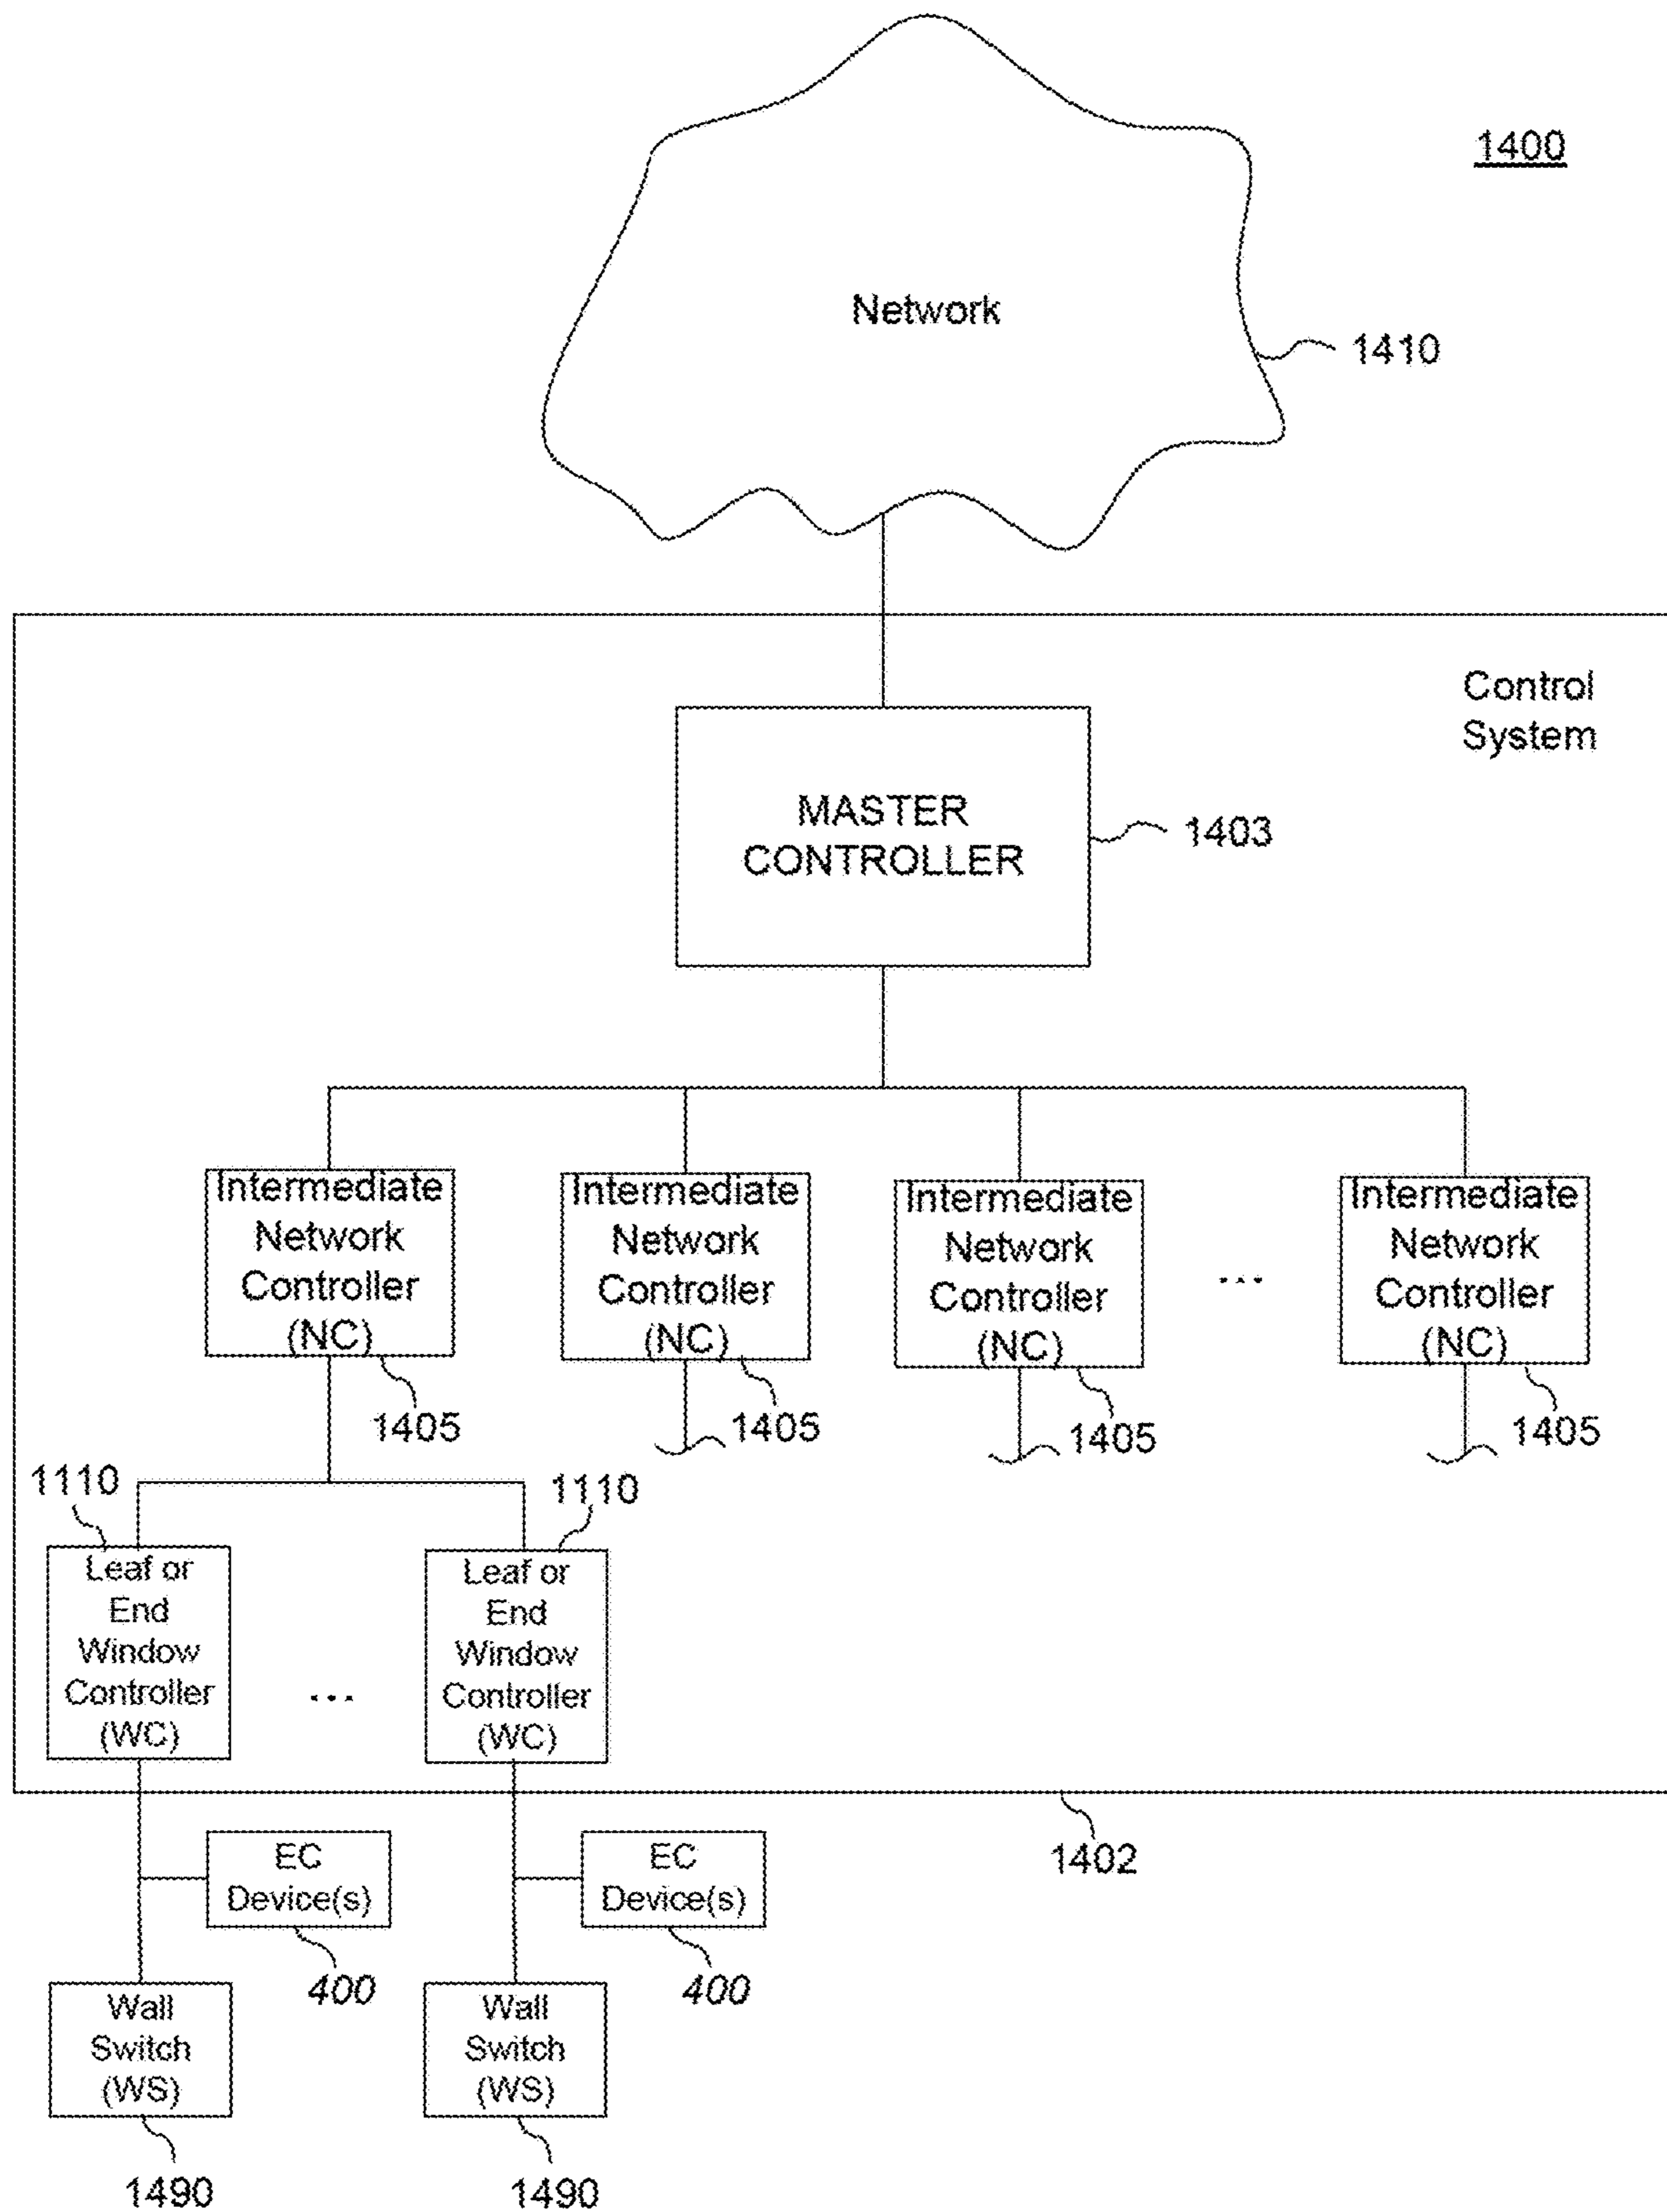 1400
Network
1410
Control
System
MASTER
CONTROLLER
1403
Intermediate
Network
Controller
(NC)
1405
Intermediate
Network
Controller
(NC)
1405
Intermediate
Network
Controller
(NC)
1405
...
Intermediate
Network
Controller
(NC)
1405
1110
Leaf or
End
Window
Controller
(WC)
...
1110
Leaf or
End
Window
Controller
(WC)
1402
EC
Device(s)
400
EC
Device(s)
400
Wall
Switch
(WS)
1490
Wall
Switch
(WS)
1490